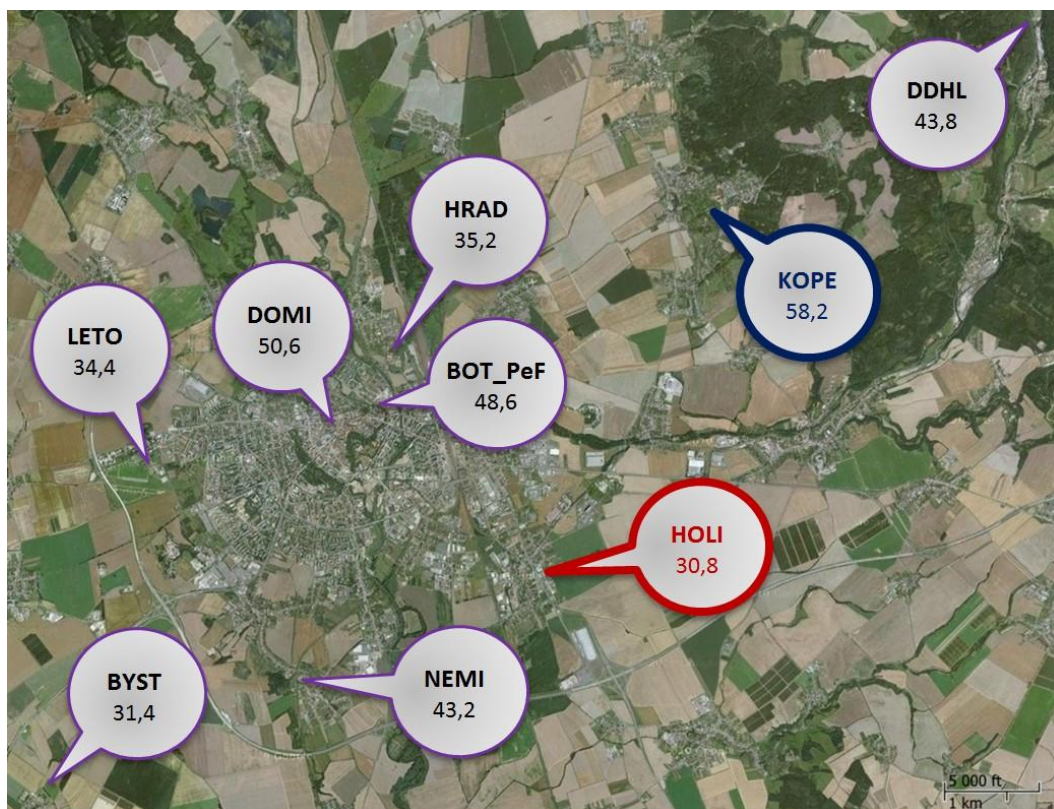 DDHL
43,8
HRAD
35,2
KOPE
58,2
DOMI
50,6
LETO
34,4
BOT_PeF
48,6
HOLI
30,8
BYST
31,4
NEMI
43,2
5 000 ft
1 km